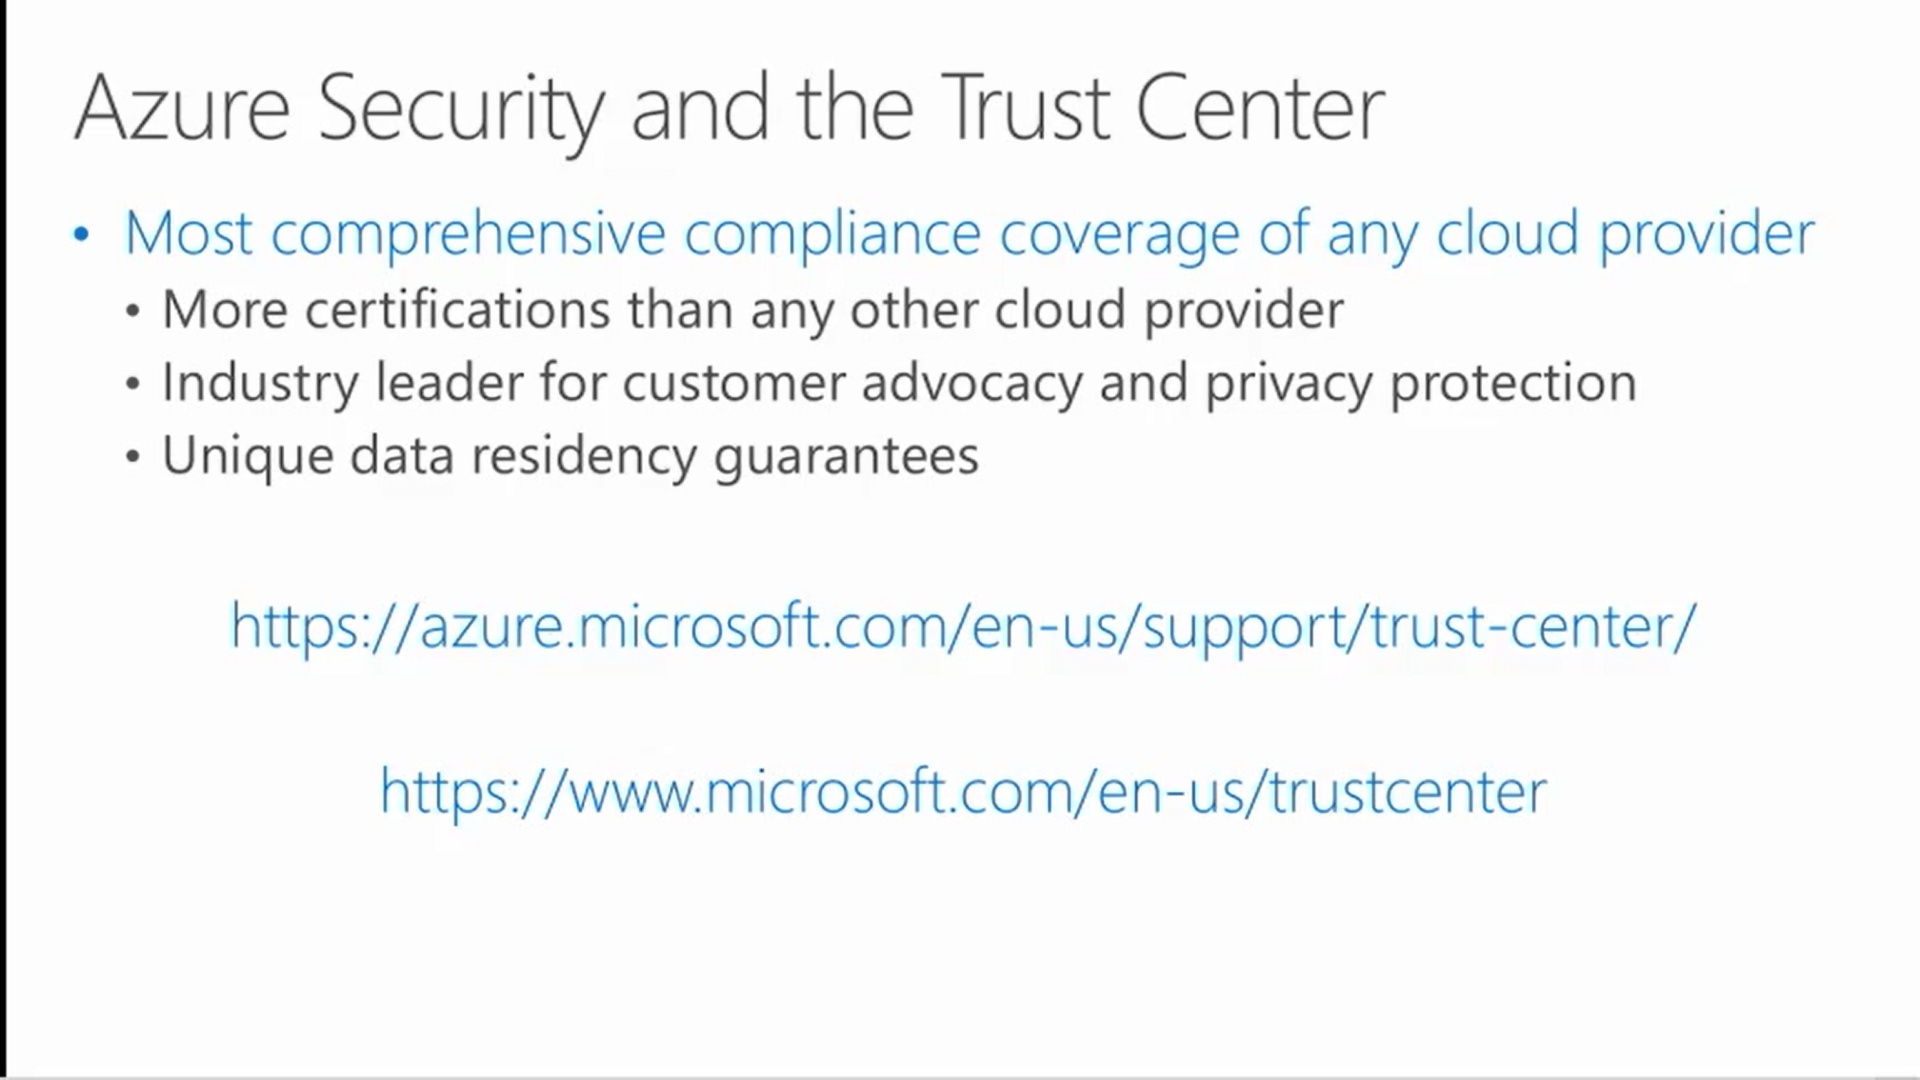 Azure Security and the Trust Center
• Most comprehensive compliance coverage of any cloud provider
• More certifications than any other cloud provider
• Industry leader for customer advocacy and privacy protection
• Unique data residency guarantees
https://azure.microsoft.com/en-us/support/trust-center/
https://www.microsoft.com/en-us/trustcenter